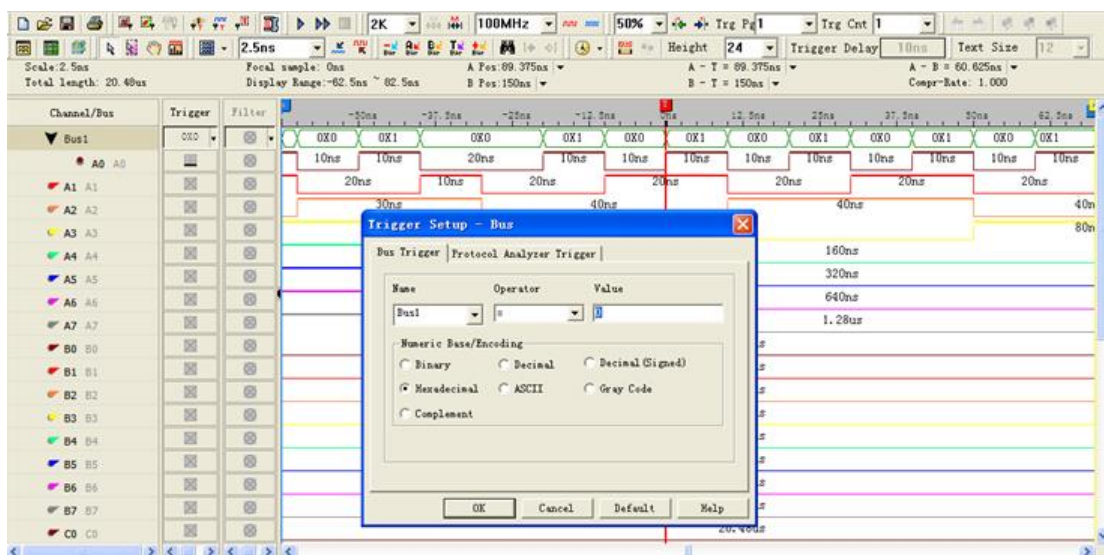 2K 100MHz 50% Trg Pg 1 Trg Cnt 1
2.5ns Height 24 Trigger Delay 10ns Text Size 12
Scale:2.5ns Focal sample: 0ns A Pos:89.375ns A - T = 89.375ns A - B = 60.625ns
Total length: 20.48us Display Range:-62.5ns ~ 62.5ns B Pos:150ns B - T = 150ns Compr-Rate: 1.000
Channel/Bus Trigger Filter -50ns -37.5ns -25ns -12.5ns 0ns 12.5ns 25ns 37.5ns 50ns 62.5ns
Bus1 0X0 0X0 0X1 0X0 0X1 0X0 0X1 0X0 0X1 0X0 0X1 0X0 0X1
A0 A0 10ns 10ns 20ns 10ns 10ns 10ns 10ns 10ns 10ns 10ns 10ns 10ns
A1 A1 20ns 10ns 20ns 20ns 20ns 20ns 20ns
A2 A2 30ns 40ns 40ns 40n
A3 A3 80n
A4 A4 160ns
A5 A5 320ns
A6 A6 640ns
A7 A7 1.28us
B0 B0
B1 B1
B2 B2
B3 B3
B4 B4
B5 B5
B6 B6
B7 B7
C0 C0 20.48us
Trigger Setup - Bus
Bus Trigger Protocol Analyzer Trigger
Name Operator Value
Bus1 = 0
Numeric Base/Encoding
Binary Decimal Decimal(Signed)
Hexadecimal ASCII Gray Code
Complement
OK Cancel Default Help